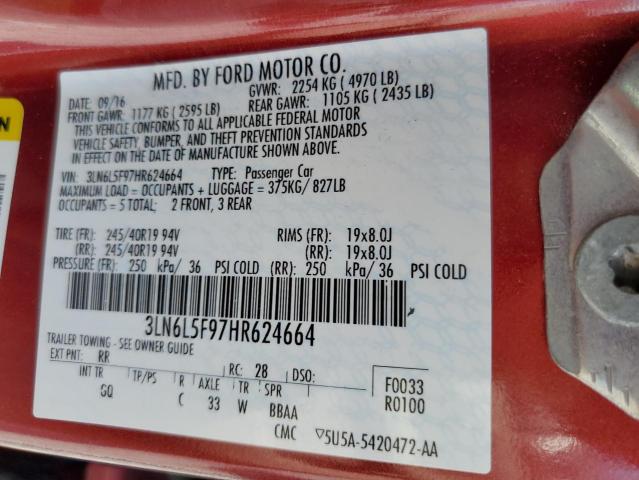 MFD. BY FORD MOTOR CO.
DATE: 09/16 GVWR: 2254 KG ( 4970 LB)
FRONT GAWR: 1177 KG ( 2595 LB) REAR GAWR: 1105 KG ( 2435 LB)
THIS VEHICLE CONFORMS TO ALL APPLICABLE FEDERAL MOTOR
VEHICLE SAFETY, BUMPER, AND THEFT PREVENTION STANDARDS
IN EFFECT ON THE DATE OF MANUFACTURE SHOWN ABOVE.
VIN: 3LN6L5F97HR624664 TYPE: Passenger Car
MAXIMUM LOAD = OCCUPANTS + LUGGAGE = 375KG/ 827LB
OCCUPANTS = 5 TOTAL; 2 FRONT, 3 REAR
TIRE (FR): 245/40R19 94V RIMS (FR): 19x8.0J
(RR): 245/40R19 94V (RR): 19x8.0J
PRESSURE (FR): 250 kPa/ 36 PSI COLD (RR): 250 kPa/ 36 PSI COLD
3LN6L5F97HR624664
TRAILER TOWING - SEE OWNER GUIDE
EXT PNT: RR RC: 28 DSO: F0033
INT TR TP/PS R AXLE TR SPR R0100
GQ C 33 W BBAA
CMC ▽5U5A-5420472-AA